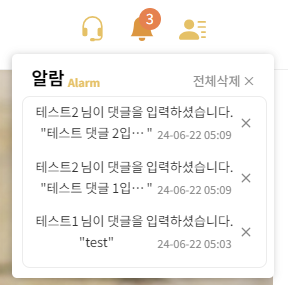 3
알람 Alarm 전체삭제 ×
테스트2 님이 댓글을 입력하셨습니다.
"테스트 댓글 2입··· " 24-06-22 05:09
테스트2 님이 댓글을 입력하셨습니다.
"테스트 댓글 1입··· " 24-06-22 05:09
테스트1 님이 댓글을 입력하셨습니다.
"test" 24-06-22 05:03